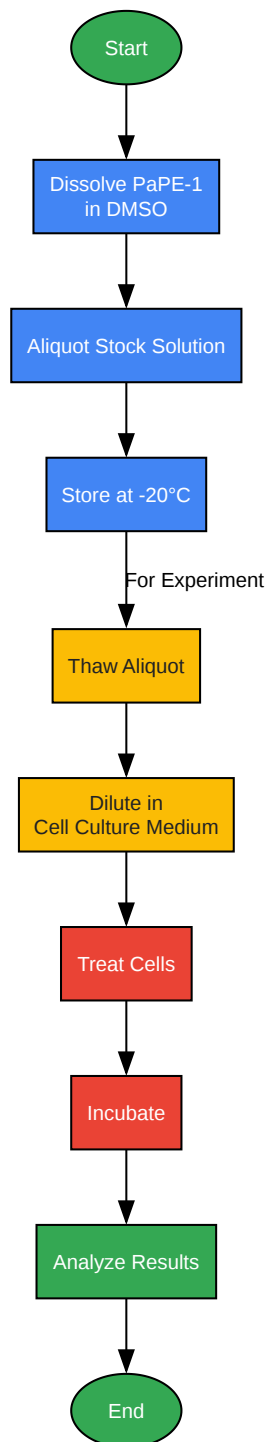 Start
Dissolve PaPE-1
in DMSO
Aliquot Stock Solution
Store at -20°C
For Experiment
Thaw Aliquot
Dilute in
Cell Culture Medium
Treat Cells
Incubate
Analyze Results
End